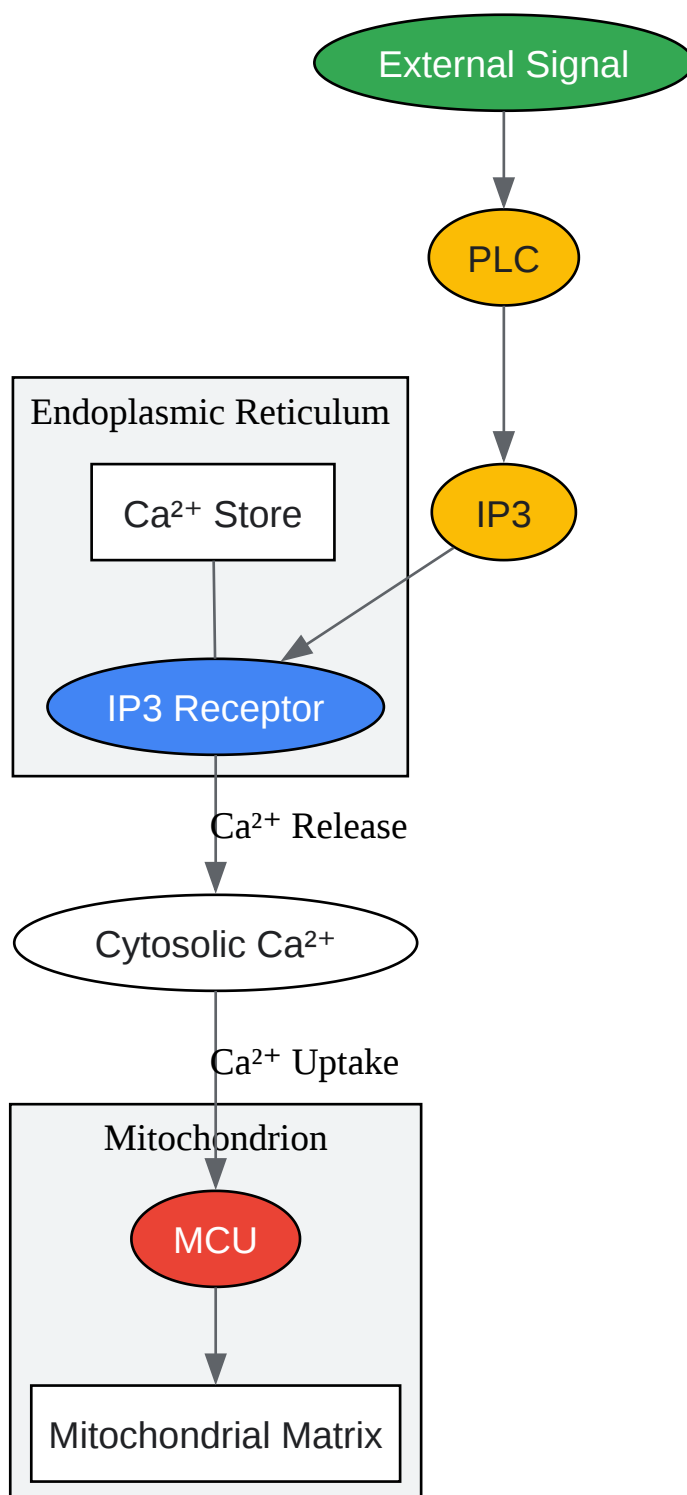 External Signal
PLC
Endoplasmic Reticulum
Ca²⁺ Store
IP3
IP3 Receptor
Ca²⁺ Release
Cytosolic Ca²⁺
Ca²⁺ Uptake
Mitochondrion
MCU
Mitochondrial Matrix